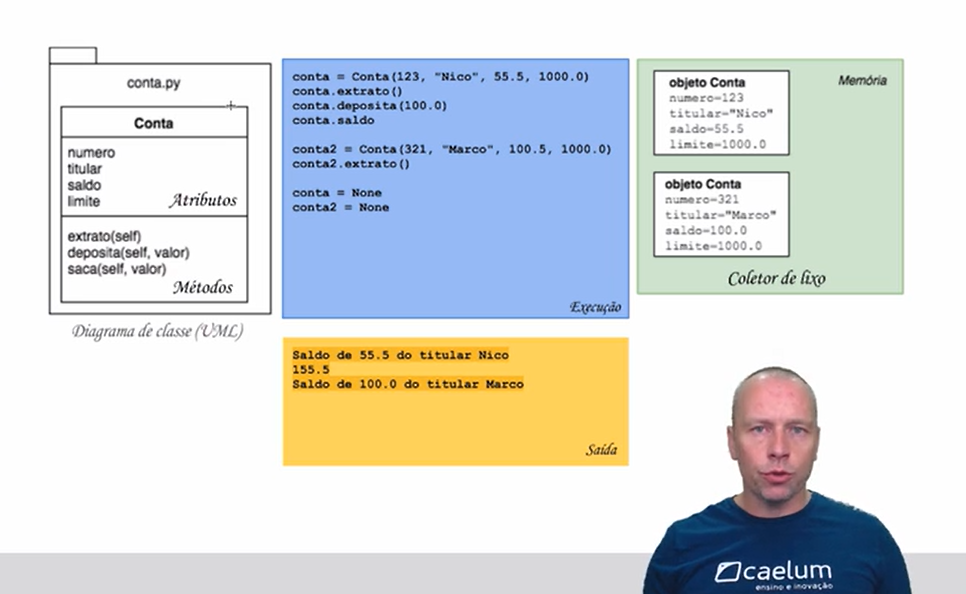 conta.py
Conta
numero
titular
saldo
limite
Atributos
extrato(self)
deposita(self, valor)
saca(self, valor)
Métodos
Diagrama de classe (UML)
conta = Conta(123, "Nico", 55.5, 1000.0)
conta.extrato()
conta.deposita(100.0)
conta.saldo
conta2 = Conta(321, "Marco", 100.5, 1000.0)
conta2.extrato()
conta = None
conta2 = None
Execução
Saldo de 55.5 do titular Nico
155.5
Saldo de 100.0 do titular Marco
Saída
Memória
objeto Conta
numero=123
titular="Nico"
saldo=55.5
limite=1000.0
objeto Conta
numero=321
titular="Marco"
saldo=100.0
limite=1000.0
Coletor de lixo
caelum
ensino e inovação